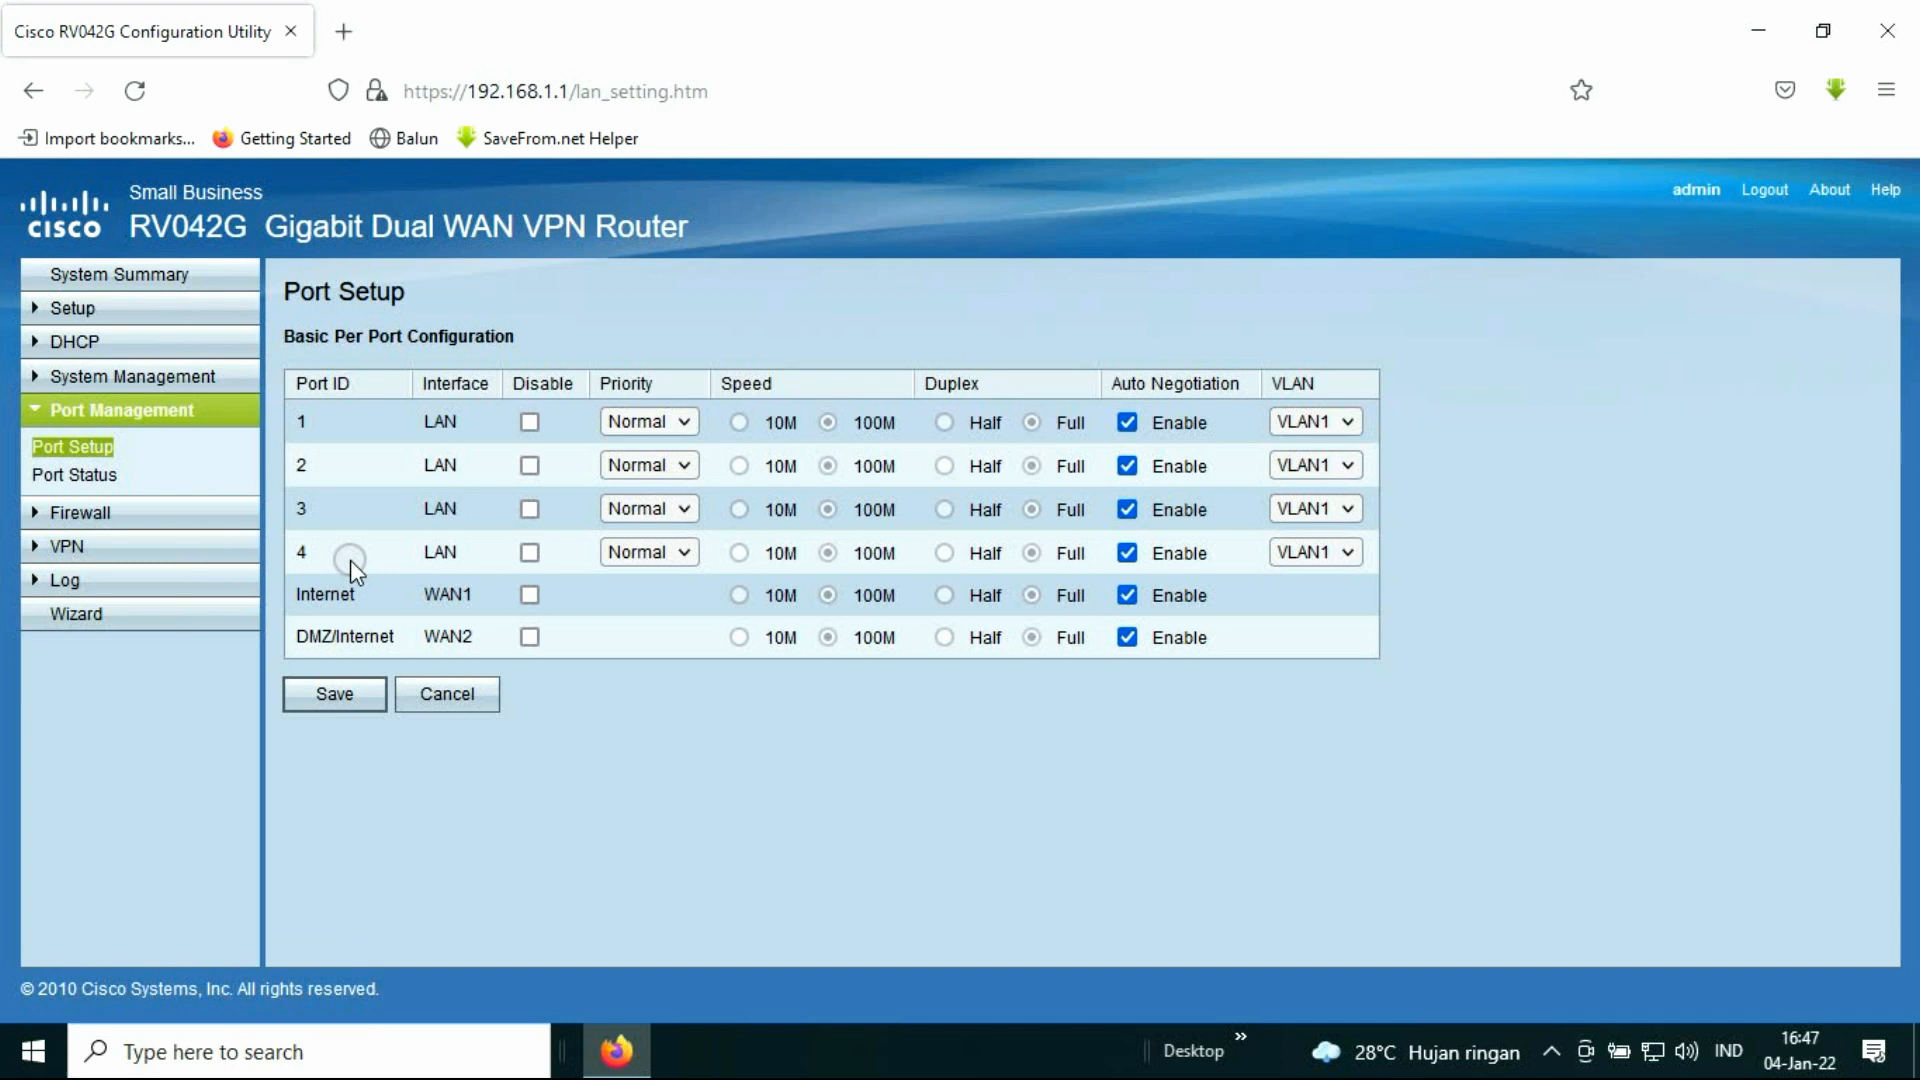 Cisco RV042G Configuration Utility
https://192.168.1.1/lan_setting.htm
Import bookmarks... Getting Started Balun SaveFrom.net Helper
cisco
Small Business
RV042G Gigabit Dual WAN VPN Router
admin Logout About Help
System Summary
Setup
DHCP
System Management
Port Management
Port Setup
Port Status
Firewall
VPN
Log
Wizard
Port Setup
Basic Per Port Configuration
Port ID Interface Disable Priority Speed Duplex Auto Negotiation VLAN
1 LAN Normal 10M 100M Half Full Enable VLAN1
2 LAN Normal 10M 100M Half Full Enable VLAN1
3 LAN Normal 10M 100M Half Full Enable VLAN1
4 LAN Normal 10M 100M Half Full Enable VLAN1
Internet WAN1 10M 100M Half Full Enable
DMZ/Internet WAN2 10M 100M Half Full Enable
Save Cancel
© 2010 Cisco Systems, Inc. All rights reserved.
Type here to search
Desktop
28°C Hujan ringan
IND
16:47
04-Jan-22